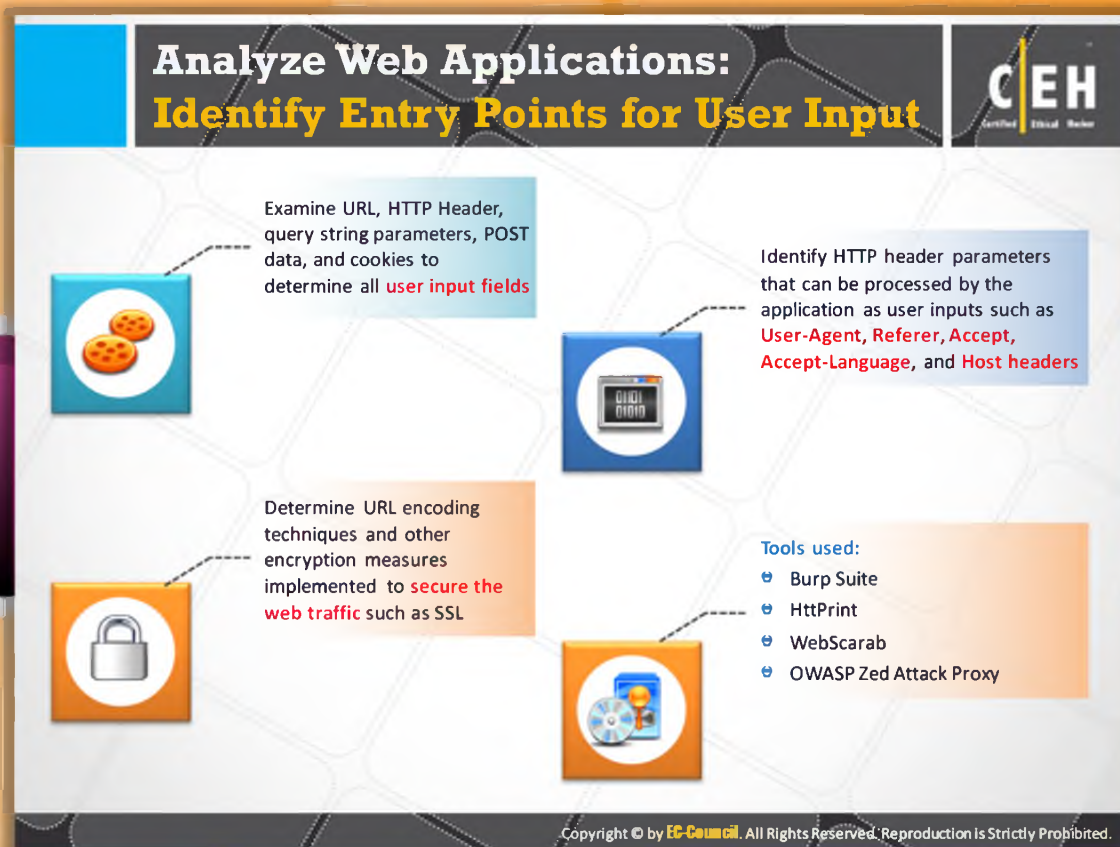 Analyze Web Applications:
Identify Entry Points for User Input
CEH
Certified Ethical Hacker
Examine URL, HTTP Header,
query string parameters, POST
data, and cookies to
determine all user input fields
Identify HTTP header parameters
that can be processed by the
application as user inputs such as
User-Agent, Referer, Accept,
Accept-Language, and Host headers
01101
01010
Determine URL encoding
techniques and other
encryption measures
implemented to secure the
web traffic such as SSL
Tools used:
Burp Suite
HttPrint
WebScarab
OWASP Zed Attack Proxy
Copyright © by EC-Council. All Rights Reserved. Reproduction is Strictly Prohibited.